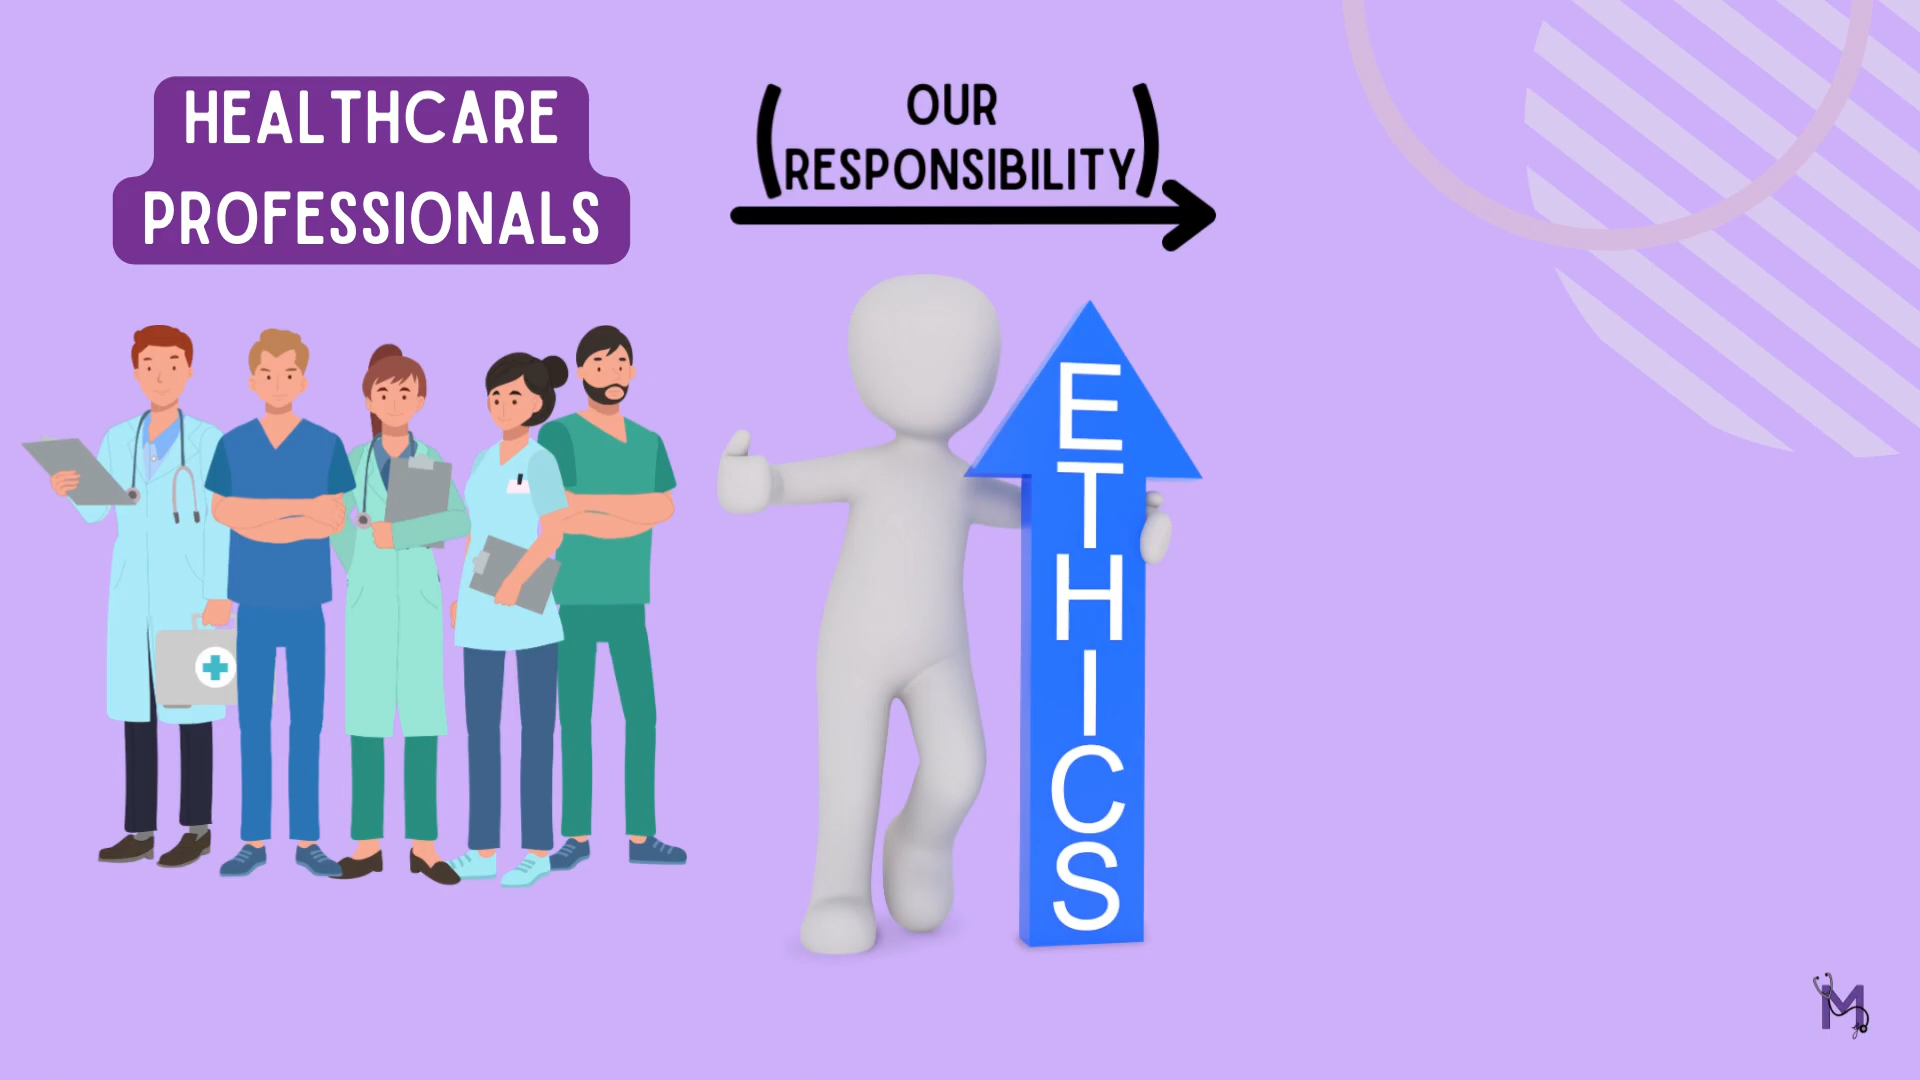 HEALTHCARE
PROFESSIONALS
(OUR
RESPONSIBILITY)
ETHICS
M